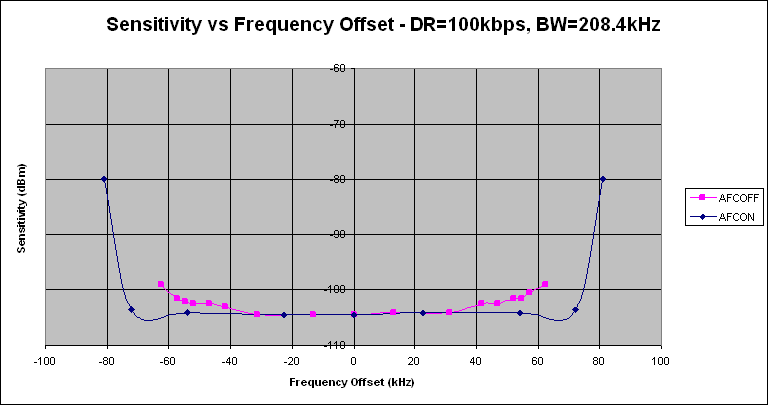 Sensitivity vs Frequency Offset - DR=100kbps, BW=208.4kHz
-60
-70
-80
-90
-100
-110
Sensitivity (dBm)
-100 -80 -60 -40 -20 0 20 40 60 80 100
Frequency Offset (kHz)
AFCOFF
AFCON